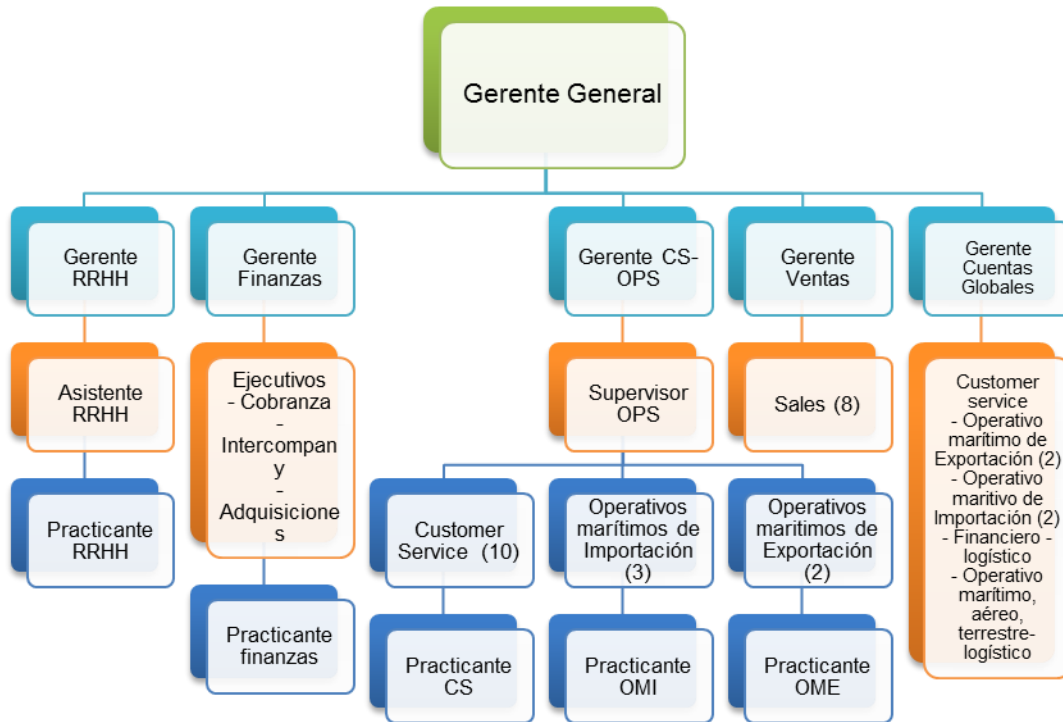 Gerente General
Gerente
RRHH
Gerente
Finanzas
Gerente CS-
OPS
Gerente
Ventas
Gerente
Cuentas
Globales
Asistente
RRHH
Ejecutivos
- Cobranza
-
Intercompan
y
-
Adquisicione
s
Supervisor
OPS
Sales (8)
Customer
service
- Operativo
marítimo de
Exportación (2)
- Operativo
maritivo de
Importación (2)
- Financiero -
logístico
- Operativo
marítimo,
aéreo,
terrestre-
logístico
Practicante
RRHH
Customer
Service (10)
Operativos
marítimos de
Importación
(3)
Operativos
maritimos de
Exportación
(2)
Practicante
finanzas
Practicante
CS
Practicante
OMI
Practicante
OME